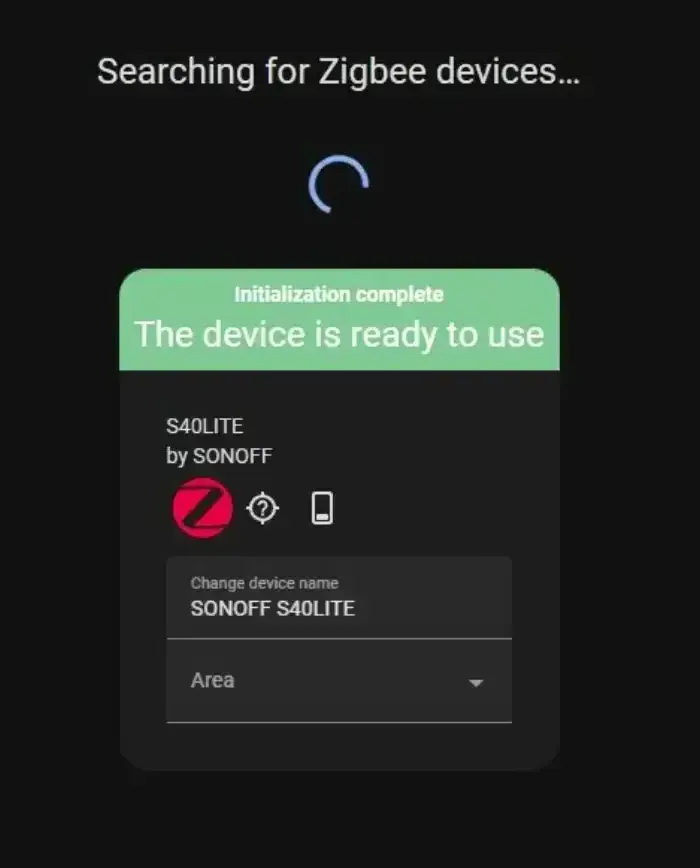 Searching for Zigbee devices...
Initialization complete
The device is ready to use
S40LITE
by SONOFF
Change device name
SONOFF S40LITE
Area